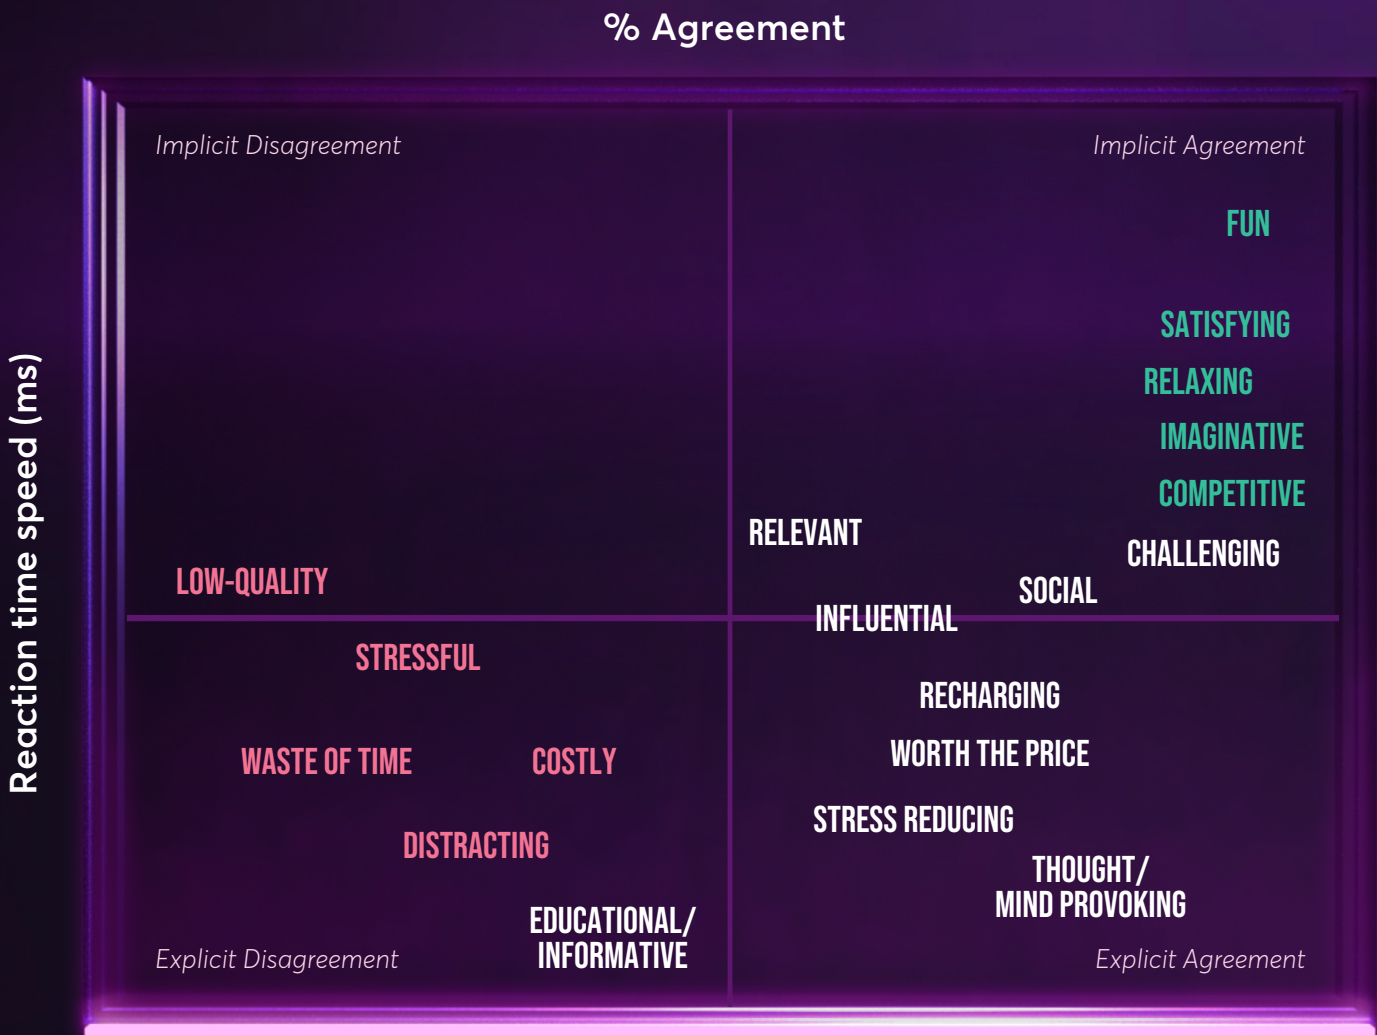 % Agreement
Reaction time speed (ms)
Implicit Disagreement
Implicit Agreement
FUN
SATISFYING
RELAXING
IMAGINATIVE
COMPETITIVE
RELEVANT
CHALLENGING
LOW-QUALITY
SOCIAL
INFLUENTIAL
STRESSFUL
RECHARGING
WORTH THE PRICE
WASTE OF TIME
COSTLY
STRESS REDUCING
DISTRACTING
THOUGHT/
MIND PROVOKING
EDUCATIONAL/
INFORMATIVE
Explicit Disagreement
Explicit Agreement